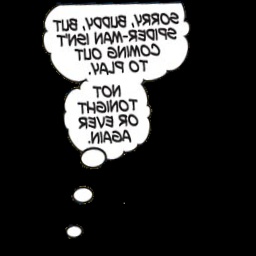 SORRY, BUDDY, BUT
SPIDER-MAN ISN'T
COMING OUT
TO PLAY.
NOT
TONIGHT
OR EVER
AGAIN.